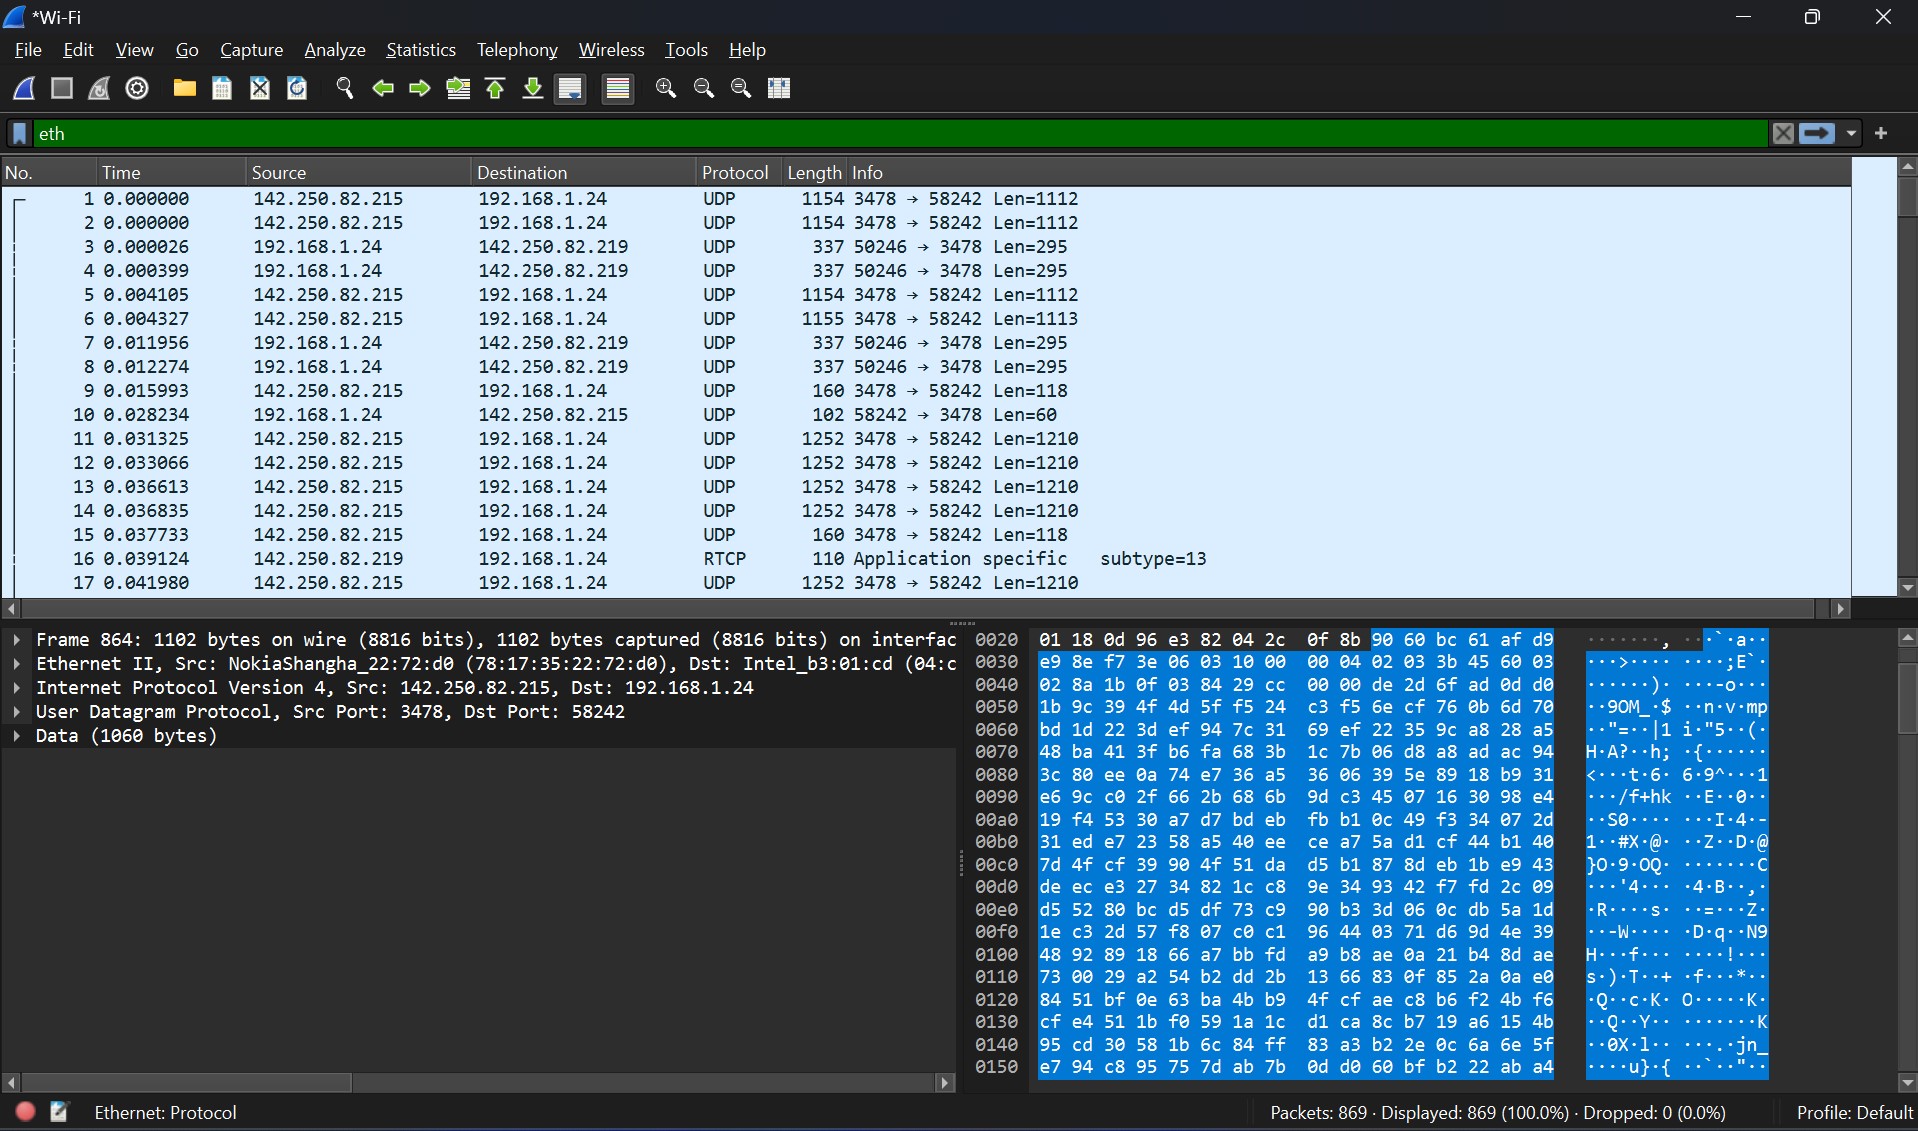 *Wi-Fi
File Edit View Go Capture Analyze Statistics Telephony Wireless Tools Help
eth
No. Time Source Destination Protocol Length Info
1 0.000000 142.250.82.215 192.168.1.24 UDP 1154 3478 → 58242 Len=1112
2 0.000000 142.250.82.215 192.168.1.24 UDP 1154 3478 → 58242 Len=1112
3 0.000026 192.168.1.24 142.250.82.219 UDP 337 50246 → 3478 Len=295
4 0.000399 192.168.1.24 142.250.82.219 UDP 337 50246 → 3478 Len=295
5 0.004105 142.250.82.215 192.168.1.24 UDP 1154 3478 → 58242 Len=1112
6 0.004327 142.250.82.215 192.168.1.24 UDP 1155 3478 → 58242 Len=1113
7 0.011956 192.168.1.24 142.250.82.219 UDP 337 50246 → 3478 Len=295
8 0.012274 192.168.1.24 142.250.82.219 UDP 337 50246 → 3478 Len=295
9 0.015993 142.250.82.215 192.168.1.24 UDP 160 3478 → 58242 Len=118
10 0.028234 192.168.1.24 142.250.82.215 UDP 102 58242 → 3478 Len=60
11 0.031325 142.250.82.215 192.168.1.24 UDP 1252 3478 → 58242 Len=1210
12 0.033066 142.250.82.215 192.168.1.24 UDP 1252 3478 → 58242 Len=1210
13 0.036613 142.250.82.215 192.168.1.24 UDP 1252 3478 → 58242 Len=1210
14 0.036835 142.250.82.215 192.168.1.24 UDP 1252 3478 → 58242 Len=1210
15 0.037733 142.250.82.215 192.168.1.24 UDP 160 3478 → 58242 Len=118
16 0.039124 142.250.82.219 192.168.1.24 RTCP 110 Application specific subtype=13
17 0.041980 142.250.82.215 192.168.1.24 UDP 1252 3478 → 58242 Len=1210
Frame 864: 1102 bytes on wire (8816 bits), 1102 bytes captured (8816 bits) on interfac
Ethernet II, Src: NokiaShangha_22:72:d0 (78:17:35:22:72:d0), Dst: Intel_b3:01:cd (04:c
Internet Protocol Version 4, Src: 142.250.82.215, Dst: 192.168.1.24
User Datagram Protocol, Src Port: 3478, Dst Port: 58242
Data (1060 bytes)
0020 01 18 0d 96 e3 82 04 2c 0f 8b 90 60 bc 61 af d9 ·······, ··`·a··
0030 e9 8e f7 3e 06 03 10 00 00 04 02 03 3b 45 60 03 ···>···· ····;E`·
0040 02 8a 1b 0f 03 84 29 cc 00 00 de 2d 6f ad 0d d0 ······)· ···-o···
0050 1b 9c 39 4f 4d 5f f5 24 c3 f5 6e cf 76 0b 6d 70 ··9OM_·$ ··n·v·mp
0060 bd 1d 22 3d ef 94 7c 31 69 ef 22 35 9c a8 28 a5 ··"=··|1 i·"5··(·
0070 48 ba 41 3f b6 fa 68 3b 1c 7b 06 d8 a8 ad ac 94 H·A?··h; ·{······
0080 3c 80 ee 0a 74 e7 36 a5 36 06 39 5e 89 18 b9 31 <···t·6· 6·9^···1
0090 e6 9c c0 2f 66 2b 68 6b 9d c3 45 07 16 30 98 e4 ···/f+hk ··E··0··
00a0 19 f4 53 30 a7 d7 bd eb fb b1 0c 49 f3 34 07 2d ··S0···· ···I·4·-
00b0 31 ed e7 23 58 a5 40 ee ce a7 5a d1 cf 44 b1 40 1··#X·@· ··Z··D·@
00c0 7d 4f cf 39 90 4f 51 da d5 b1 87 8d eb 1b e9 43 }O·9·OQ· ·······C
00d0 de ec e3 27 34 82 1c c8 9e 34 93 42 f7 fd 2c 09 ···'4··· ·4·B··,·
00e0 d5 52 80 bc d5 df 73 c9 90 b3 3d 06 0c db 5a 1d ·R····s· ··=···Z·
00f0 1e c3 2d 57 f8 07 c0 c1 96 44 03 71 d6 9d 4e 39 ··-W···· ·D·q··N9
0100 48 92 89 18 66 a7 bb fd a9 b8 ae 0a 21 b4 8d ae H···f··· ····!···
0110 73 00 29 a2 54 b2 dd 2b 13 66 83 0f 85 2a 0a e0 s·)·T··+ ·f···*··
0120 84 51 bf 0e 63 ba 4b b9 4f cf ae c8 b6 f2 4b f6 ·Q··c·K· O·····K·
0130 cf e4 51 1b f0 59 1a 1c d1 ca 8c b7 19 a6 15 4b ··Q··Y·· ·······K
0140 95 cd 30 58 1b 6c 84 ff 83 a3 b2 2e 0c 6a 6e 5f ··0X·l·· ···.·jn_
0150 e7 94 c8 95 75 7d ab 7b 0d d0 60 bf b2 22 ab a4 ····u}·{ ··`··"··
Ethernet: Protocol Packets: 869 · Displayed: 869 (100.0%) · Dropped: 0 (0.0%) Profile: Default